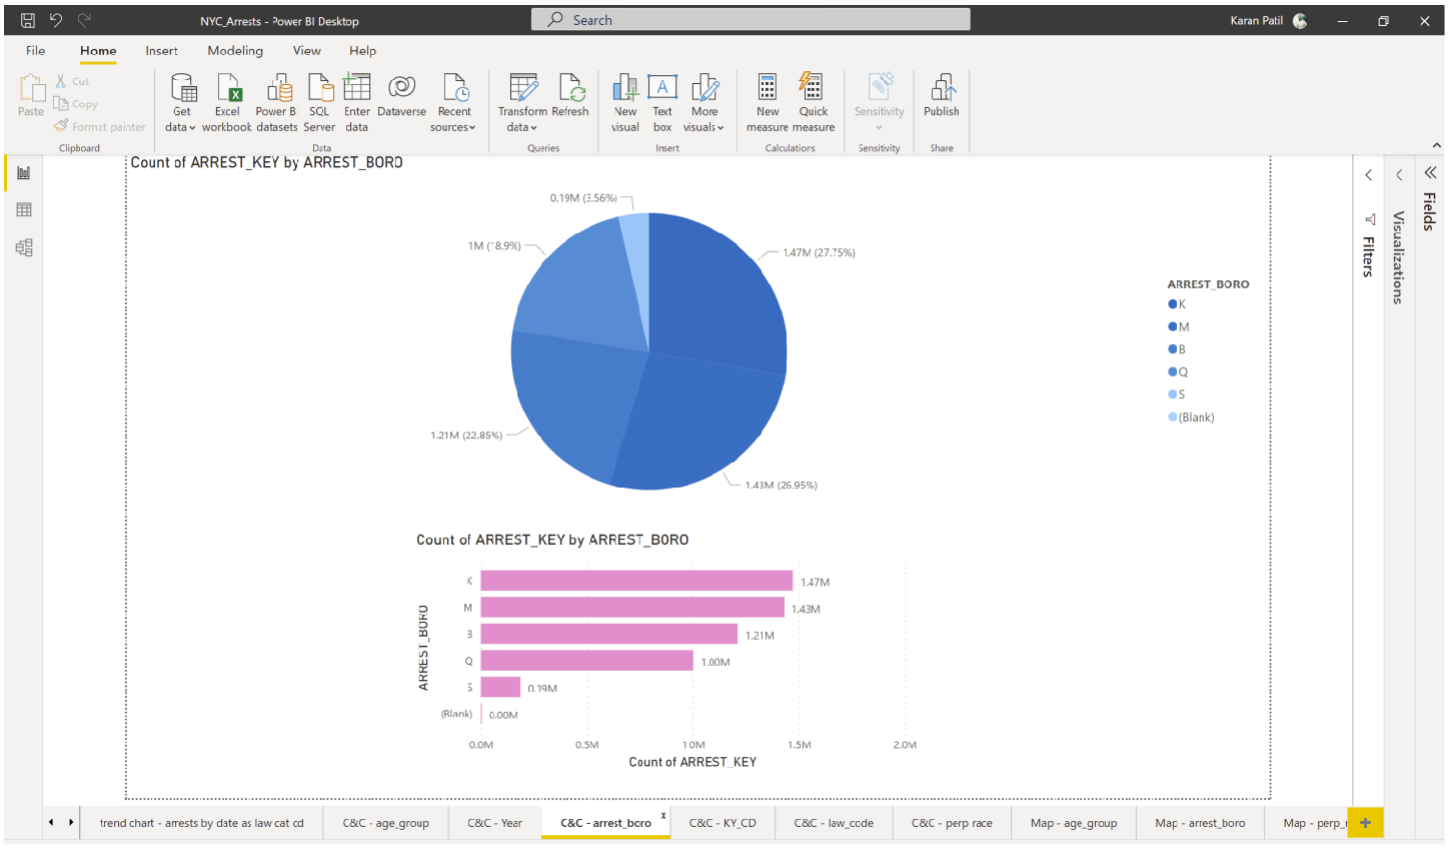 NYC_Arrests - Power BI Desktop
Search
Karan Patil
File Home Insert Modeling View Help
Paste
Cut
Copy
Format painter
Clipboard
Get data
Excel workbook
Power B datasets
SQL Server
Enter data
Dataverse
Recent sources
Data
Transform data
Refresh
Queries
New visual
Text box
More visuals
Insert
New measure
Quick measure
Calculations
Sensitivity
Sensitivity
Publish
Share
Count of ARREST_KEY by ARREST_BORO
0.19M (3.56%)
1M (18.9%)
1.47M (27.75%)
1.21M (22.85%)
1.43M (26.95%)
ARREST_BORO
K
M
B
Q
S
(Blank)
Filters
Visualizations
Fields
Count of ARREST_KEY by ARREST_BORO
ARREST_BORO
K 1.47M
M 1.43M
B 1.21M
Q 1.00M
S 0.19M
(Blank) 0.00M
0.0M 0.5M 1.0M 1.5M 2.0M
Count of ARREST_KEY
trend chart - arrests by date as law cat cd
C&C - age_group
C&C - Year
C&C - arrest_boro x
C&C - KY_CD
C&C - law_code
C&C - perp race
Map - age_group
Map - arrest_boro
Map - perp_r